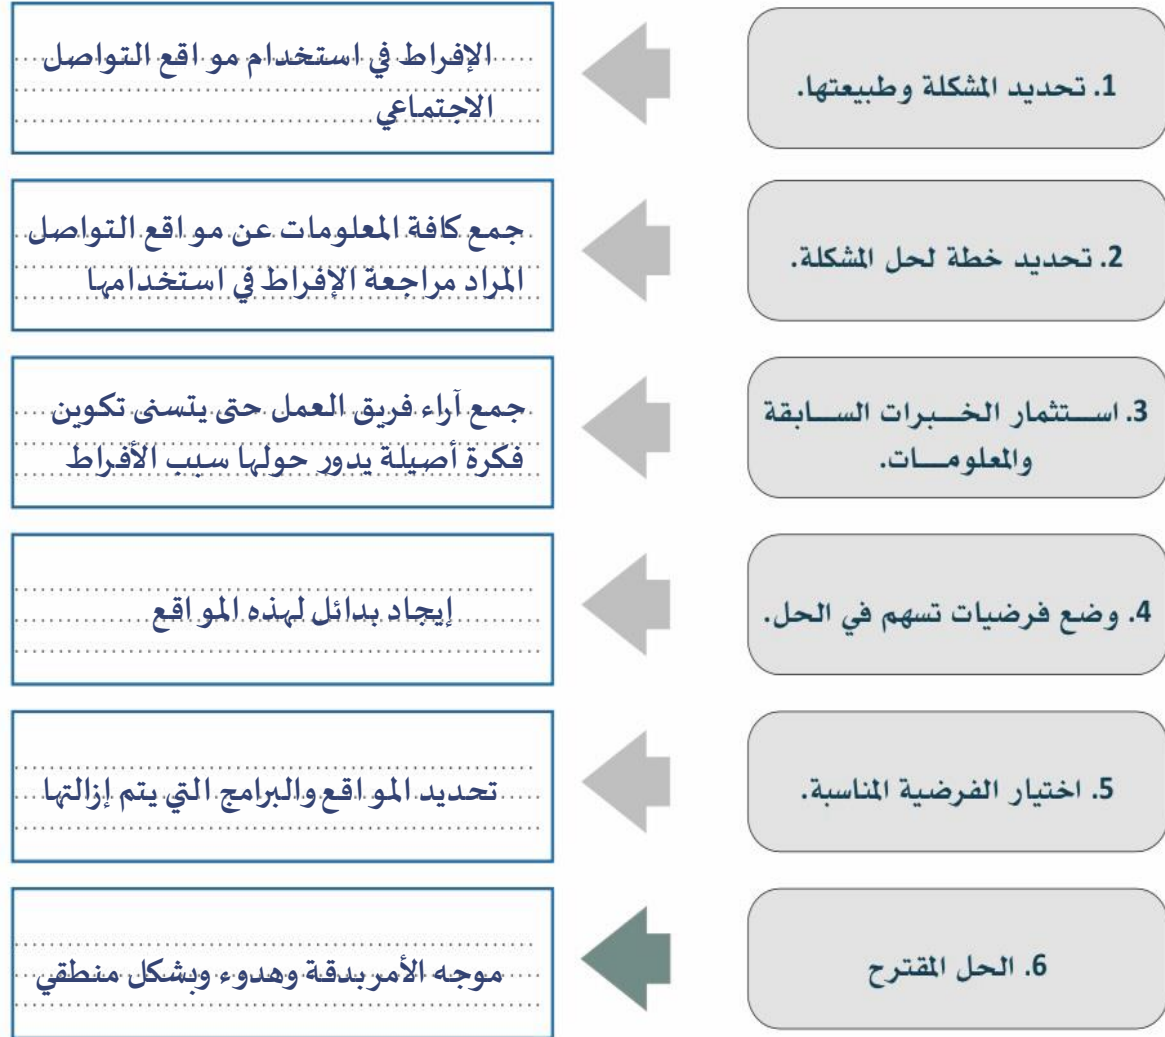 1. تحديد المشكلة وطبيعتها.
الإفراط في استخدام مواقع التواصل
الاجتماعي
2. تحديد خطة لحل المشكلة.
جمع كافة المعلومات عن مواقع التواصل
المراد مراجعة الإفراط في استخدامها
3. استثمار الخبرات السابقة
والمعلومات.
جمع آراء فريق العمل حتى يتسنى تكوين
فكرة أصيلة يدور حولها سبب الأفراط
4. وضع فرضيات تسهم في الحل.
إيجاد بدائل لهذه المواقع
5. اختيار الفرضية المناسبة.
تحديد المواقع والبرامج التي يتم إزالتها
6. الحل المقترح
موجه الأمر بدقة وهدوء وبشكل منطقي